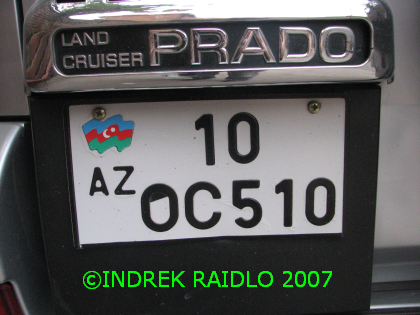 LAND
CRUISER PRADO
10
AZ OC510
©INDREK RAIDLO 2007